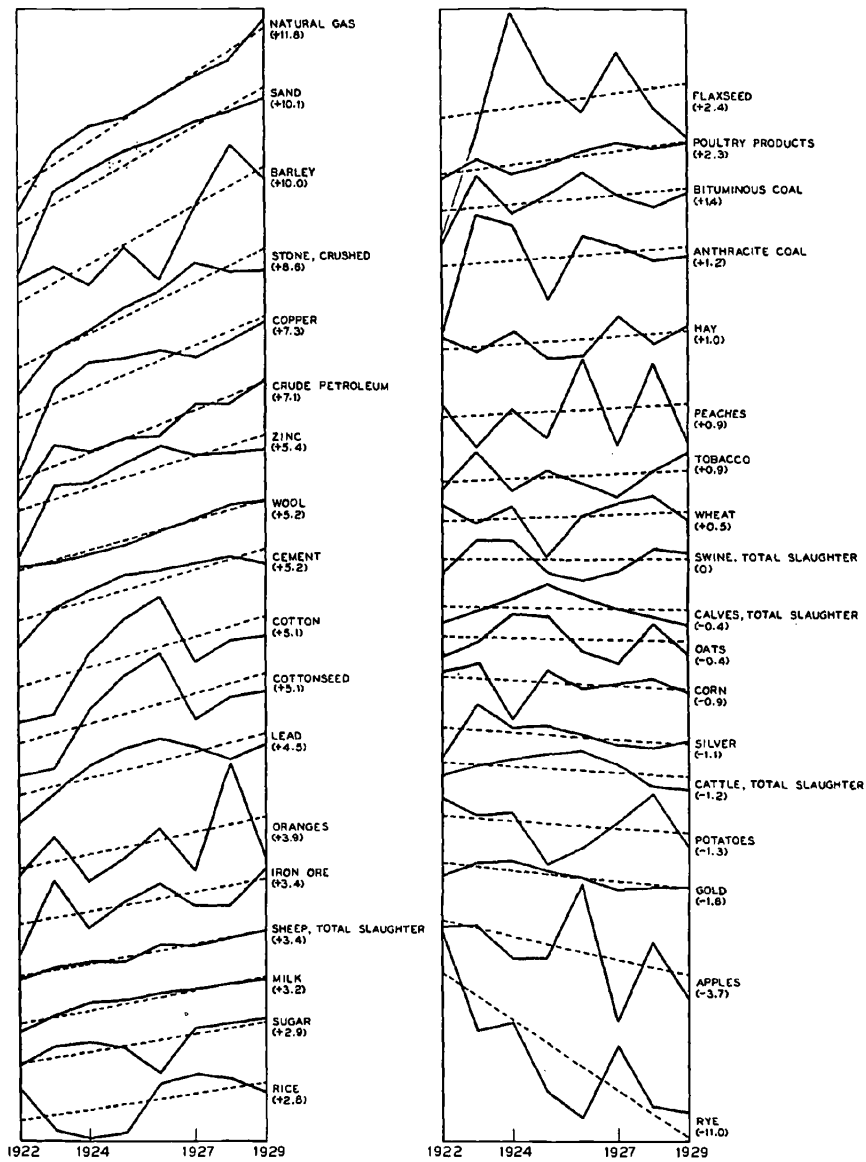 NATURAL GAS
(+11.8)
SAND
(+10.1)
BARLEY
(+10.0)
STONE, CRUSHED
(+8.6)
COPPER
(+7.3)
CRUDE PETROLEUM
(+7.1)
ZINC
(+5.4)
WOOL
(+5.2)
CEMENT
(+5.2)
COTTON
(+5.1)
COTTONSEED
(+5.1)
LEAD
(+4.5)
ORANGES
(+3.9)
IRON ORE
(+3.4)
SHEEP, TOTAL SLAUGHTER
(+3.4)
MILK
(+3.2)
SUGAR
(+2.9)
RICE
(+2.8)
1922 1924 1927 1929
FLAXSEED
(+2.4)
POULTRY PRODUCTS
(+2.3)
BITUMINOUS COAL
(+1.4)
ANTHRACITE COAL
(+1.2)
HAY
(+1.0)
PEACHES
(+0.9)
TOBACCO
(+0.9)
WHEAT
(+0.5)
SWINE, TOTAL SLAUGHTER
(0)
CALVES, TOTAL SLAUGHTER
(-0.4)
OATS
(-0.4)
CORN
(-0.9)
SILVER
(-1.1)
CATTLE, TOTAL SLAUGHTER
(-1.2)
POTATOES
(-1.3)
GOLD
(-1.8)
APPLES
(-3.7)
RYE
(-11.0)
1922 1924 1927 1929